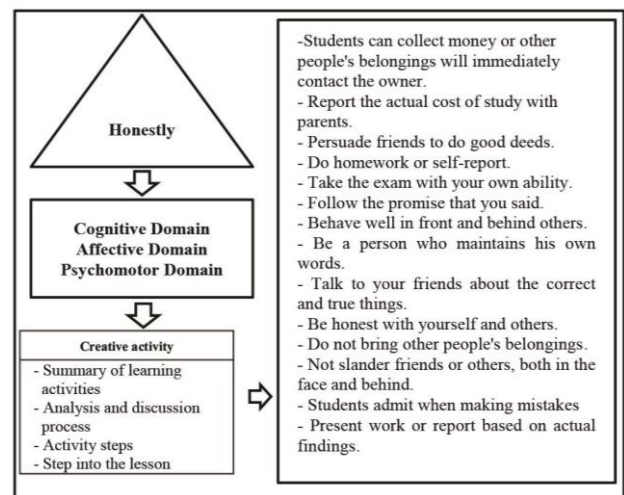 Honestly
Cognitive Domain
Affective Domain
Psychomotor Domain
Creative activity
- Summary of learning
activities
- Analysis and discussion
process
- Activity steps
- Step into the lesson
-Students can collect money or other
people's belongings will immediately
contact the owner.
- Report the actual cost of study with
parents.
- Persuade friends to do good deeds.
- Do homework or self-report.
- Take the exam with your own ability.
- Follow the promise that you said.
- Behave well in front and behind others.
- Be a person who maintains his own
words.
- Talk to your friends about the correct
and true things.
- Be honest with yourself and others.
- Do not bring other people's belongings.
- Not slander friends or others, both in the
face and behind.
- Students admit when making mistakes
- Present work or report based on actual
findings.